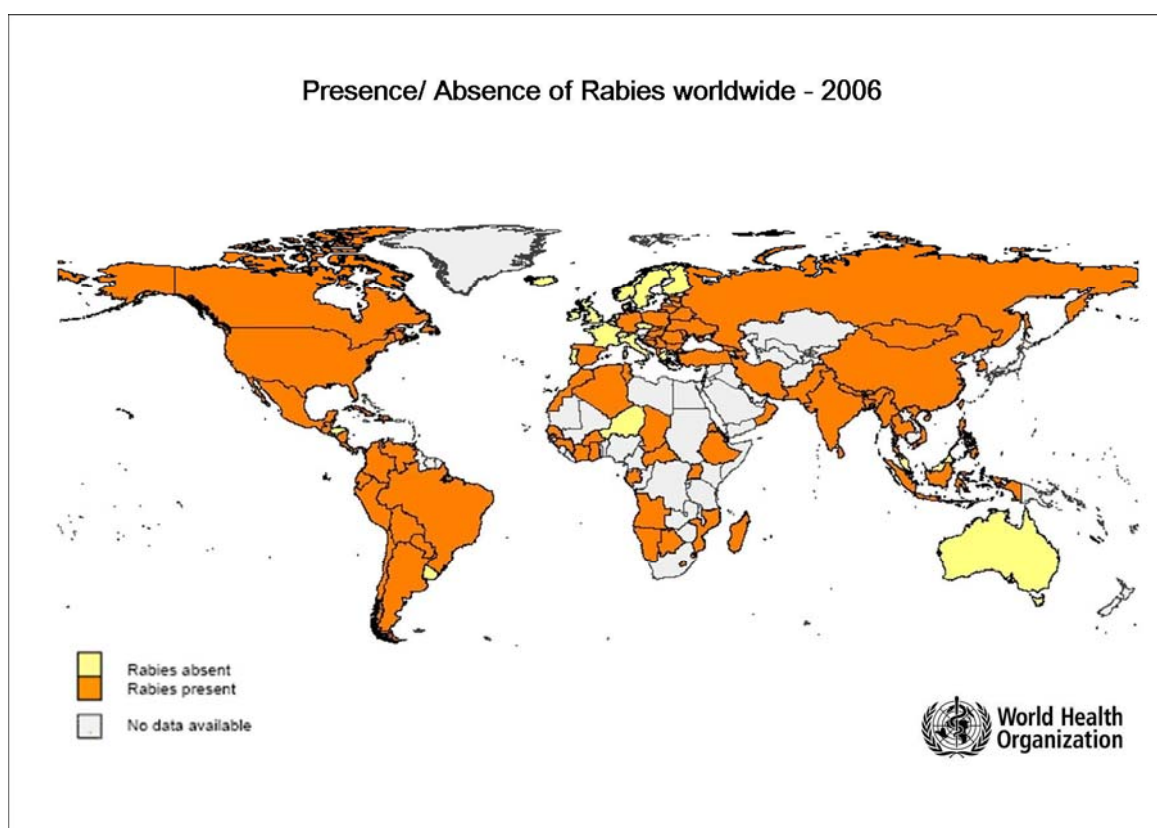 Presence/ Absence of Rabies worldwide - 2006
Rabies absent
Rabies present
No data available
World Health
Organization